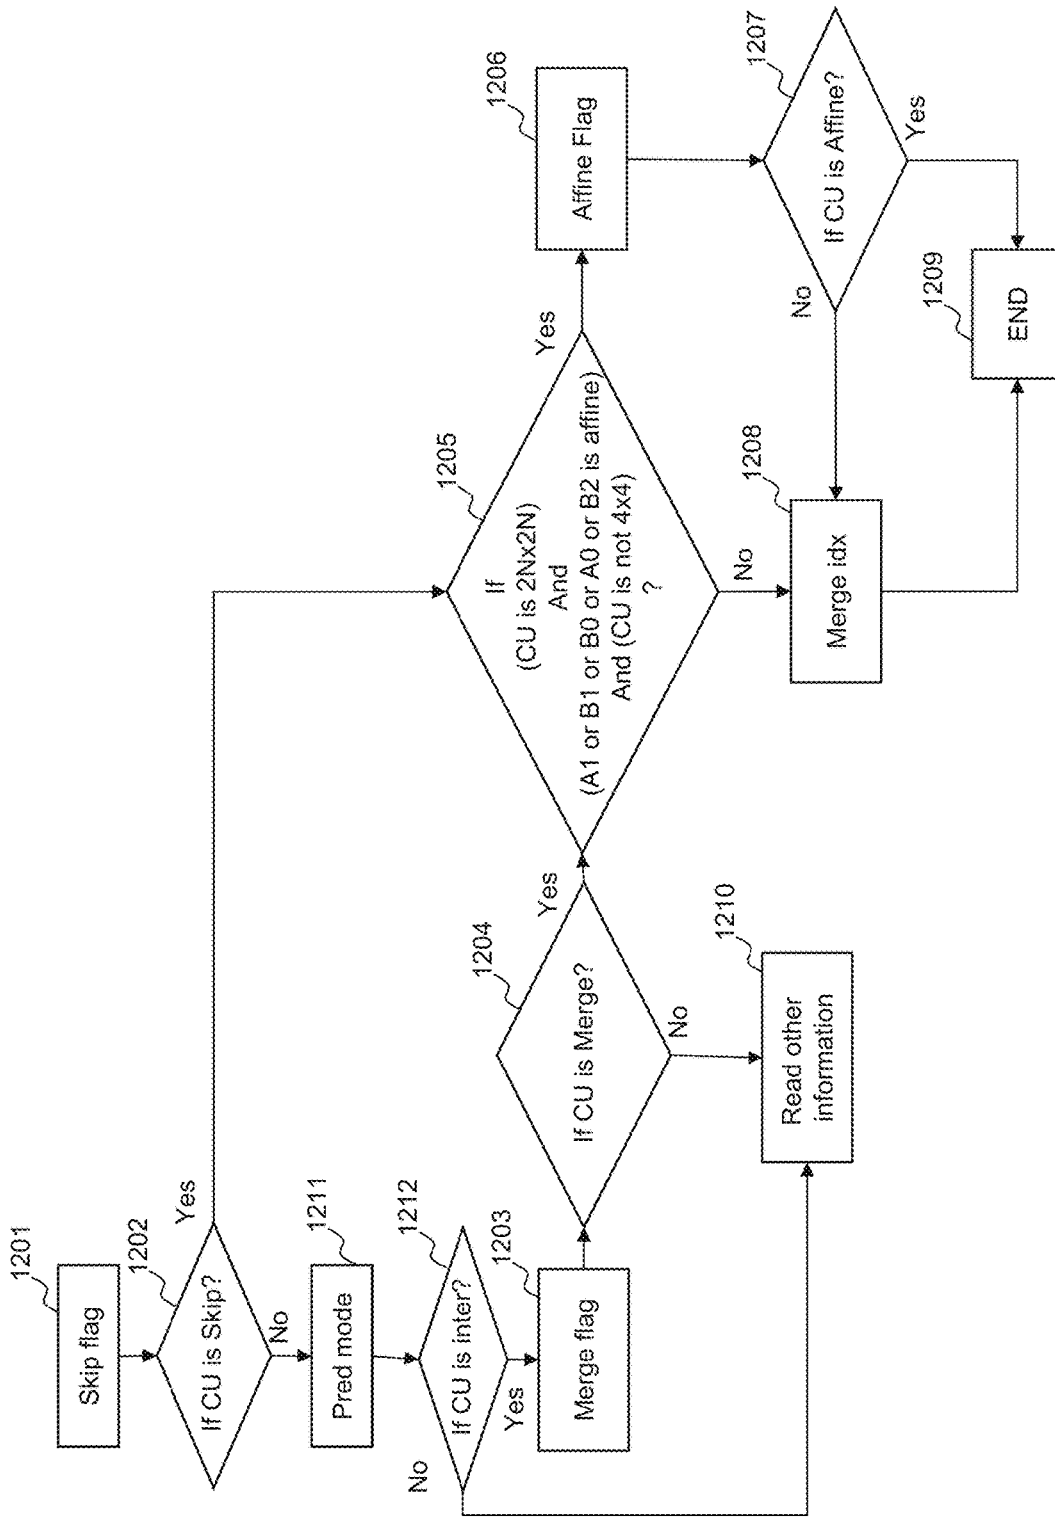 1201
Skip flag
1202
If CU is Skip?
Yes
No
1211
Pred mode
1212
If CU is inter?
No
Yes
1203
Merge flag
1204
If CU is Merge?
Yes
No
1210
Read other
information
1205
If
(CU is 2Nx2N)
And
(A1 or B1 or B0 or A0 or B2 is affine)
And (CU is not 4x4)
?
Yes
No
1206
Affine Flag
1207
If CU is Affine?
No
Yes
1208
Merge idx
1209
END